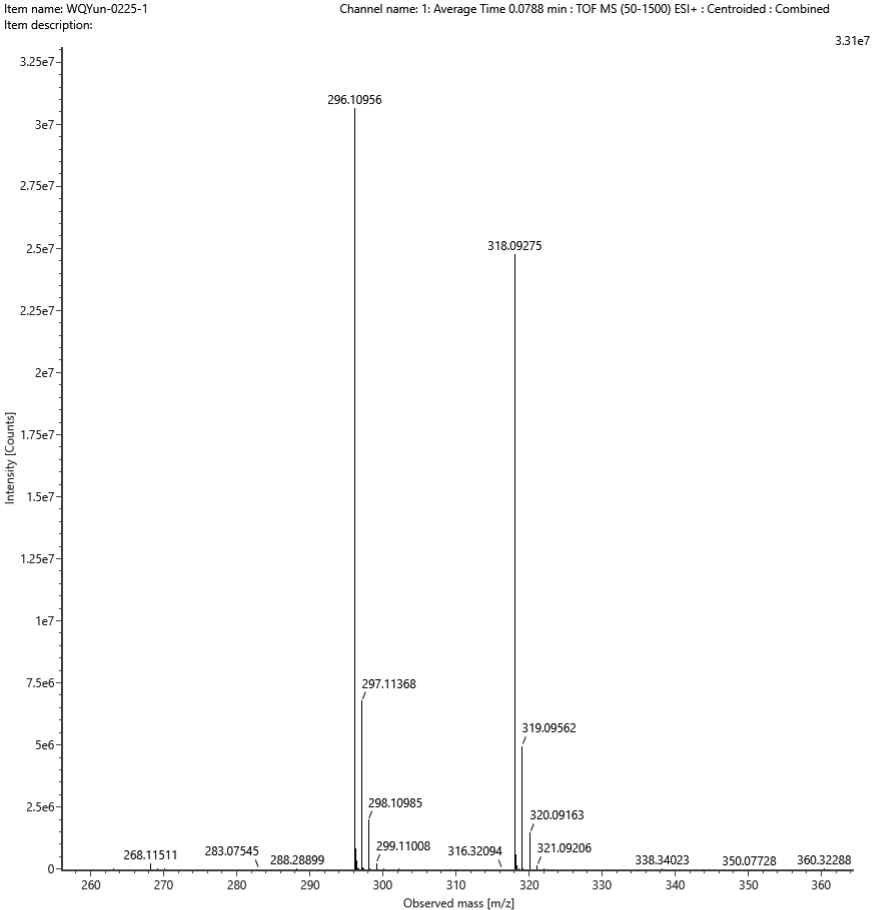 Item name: WQYun-0225-1
Channel name: 1: Average Time 0.0788 min : TOF MS (50-1500) ESI+ : Centroided : Combined
Item description:
3.31e7
3.25e7
3e7
2.75e7
2.5e7
2.25e7
2e7
1.75e7
1.5e7
1.25e7
1e7
7.5e6
5e6
2.5e6
0
Intensity [Counts]
296.10956
318.09275
297.11368
319.09562
298.10985
320.09163
268.11511
283.07545
288.28899
299.11008
316.32094
321.09206
338.34023
350.07728
360.32288
260
270
280
290
300
310
320
330
340
350
360
Observed mass [m/z]